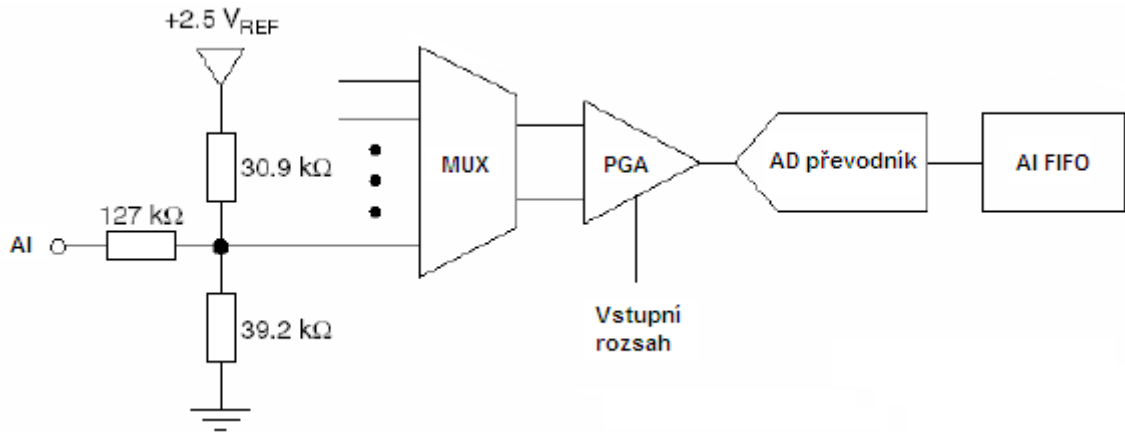 +2.5 V_REF
30.9 kΩ
127 kΩ
AI
39.2 kΩ
MUX
PGA
AD převodník
AI FIFO
Vstupní
rozsah